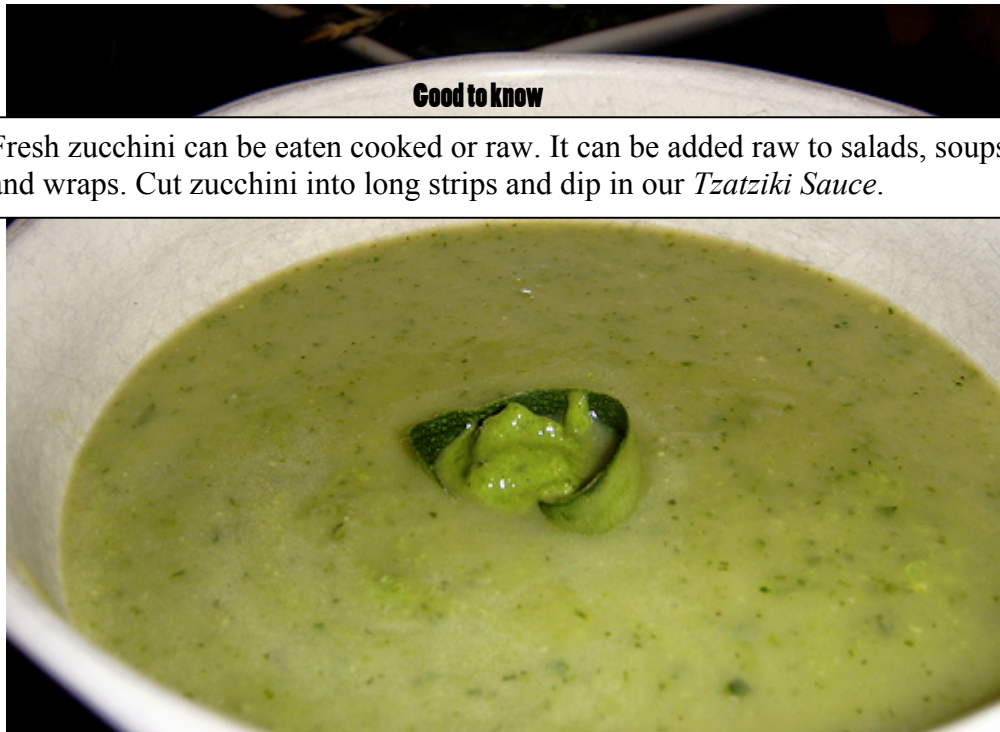 Good to know
Fresh zucchini can be eaten cooked or raw. It can be added raw to salads, soups
and wraps. Cut zucchini into long strips and dip in our Tzatziki Sauce.